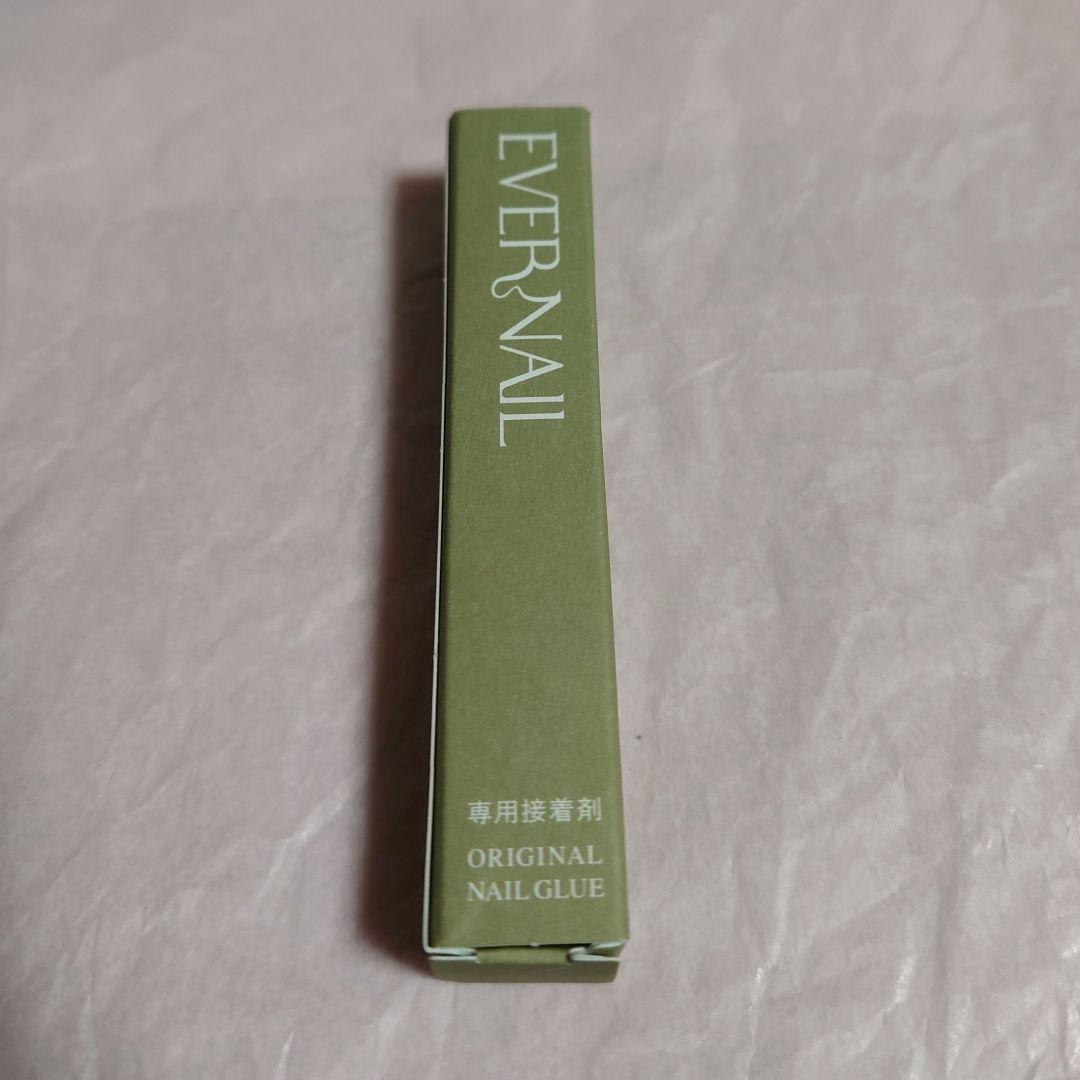 EVERNAIL
専用接着剤
ORIGINAL
NAIL GLUE